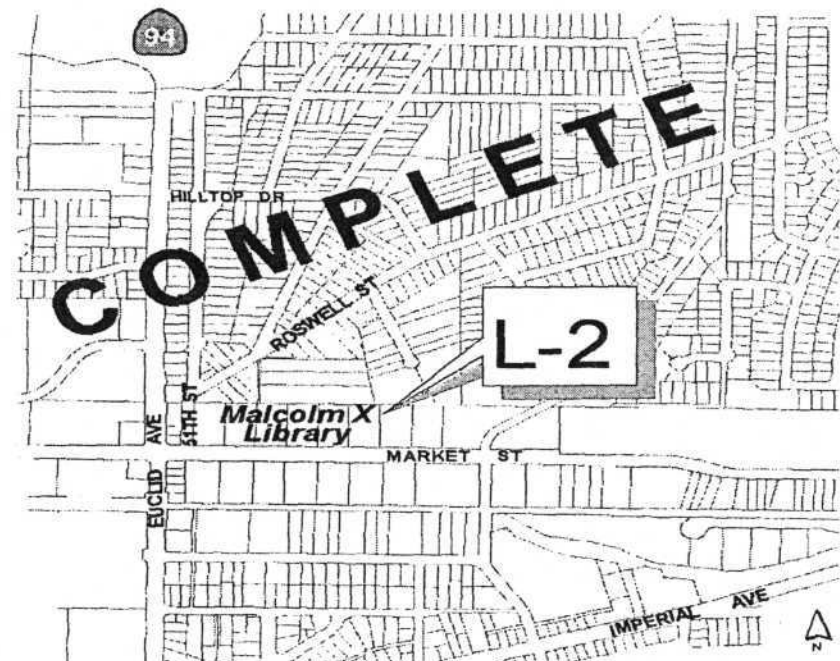 94
HILLTOP DR
COMPLETE
ROSWELL ST
L-2
51TH ST
Malcolm X
Library
EUCLID AVE
MARKET ST
IMPERIAL AVE
N